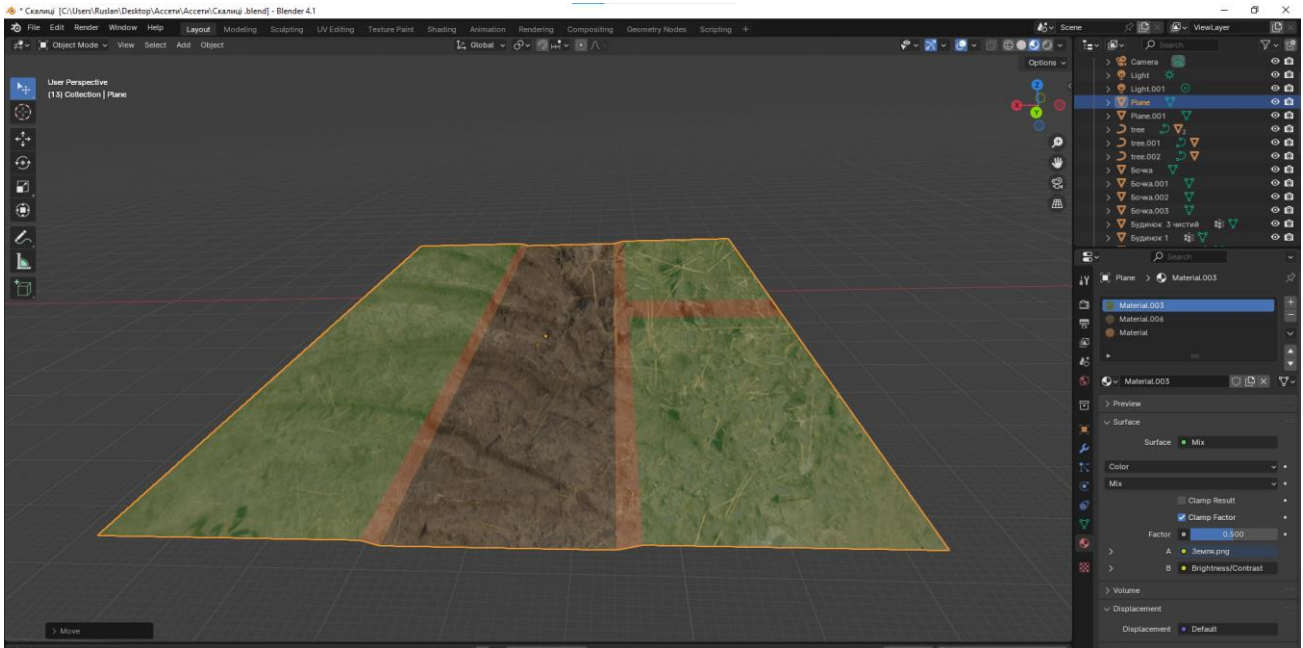 * Скалиці [C:\Users\Ruslan\Desktop\Ассети\Ассети\Скалиці .blend] - Blender 4.1
File Edit Render Window Help Layout Modeling Sculpting UV Editing Texture Paint Shading Animation Rendering Compositing Geometry Nodes Scripting + Scene ViewLayer
Object Mode View Select Add Object Global Search
Options
User Perspective
(13) Collection | Plane
X Y Z
Camera
Light
Light.001
Plane
Plane.001
tree 2
tree.001
tree.002
Бочка
Бочка.001
Бочка.002
Бочка.003
Будинок 3 чистий
Будинок 1
Search
Plane > Material.003
Material.003
Material.006
Material
Material.003
Preview
Surface
Surface Mix
Color
Mix
Clamp Result
Clamp Factor
Factor 0.500
A Земля.png
B Brightness/Contrast
Volume
Displacement
Displacement Default
> Move